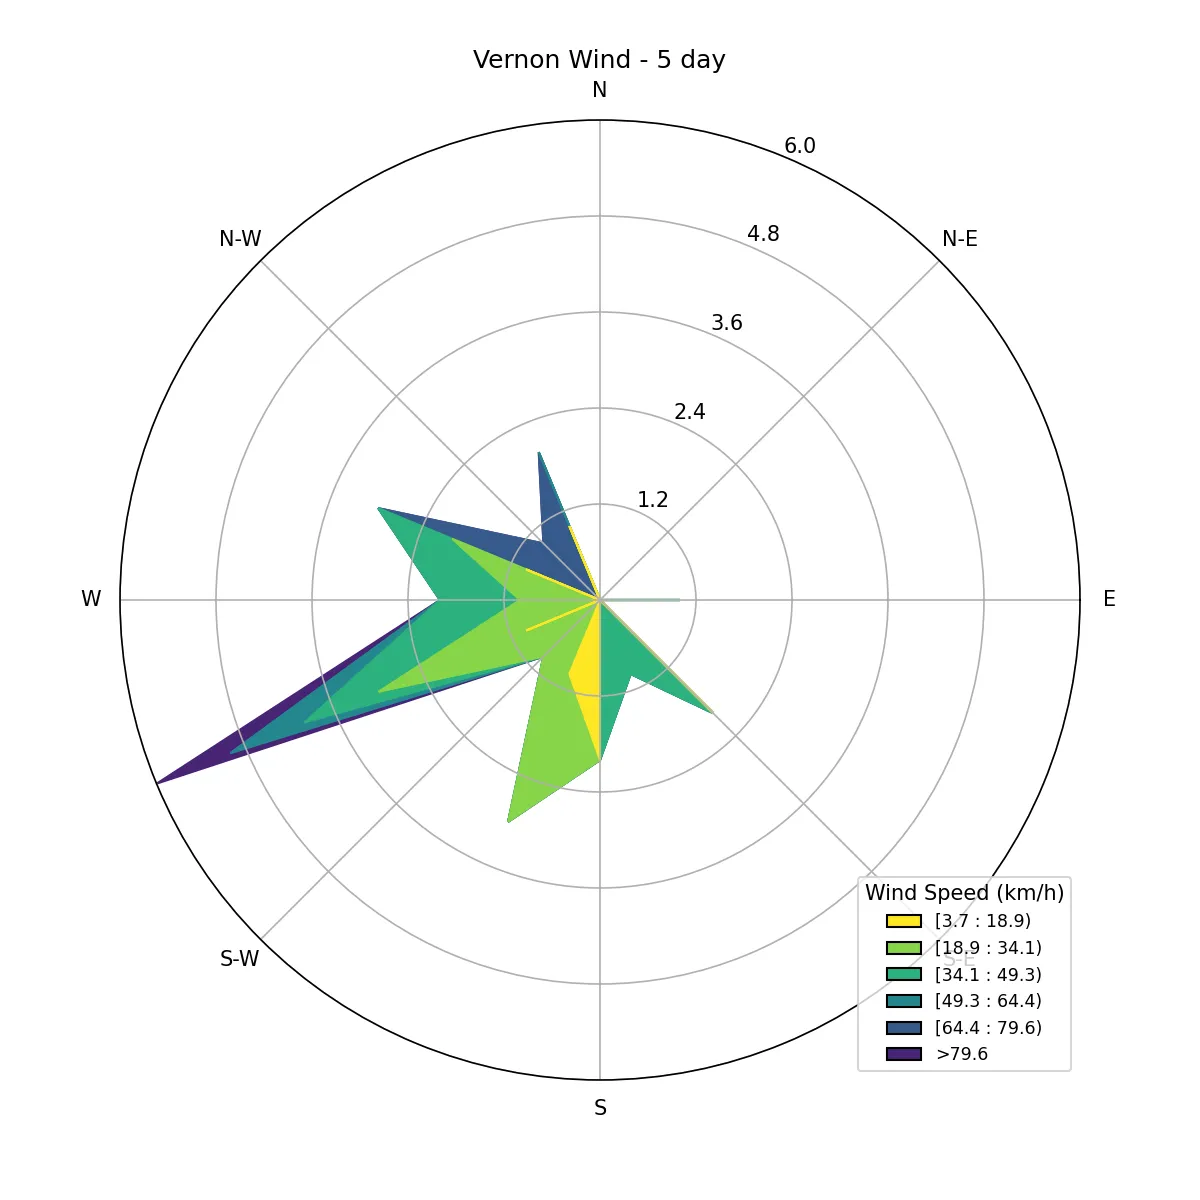 Vernon Wind - 5 day
N
6.0
N-W
4.8
N-E
3.6
2.4
1.2
W
E
S-W
S-E
S
Wind Speed (km/h)
[3.7 : 18.9)
[18.9 : 34.1)
[34.1 : 49.3)
[49.3 : 64.4)
[64.4 : 79.6)
>79.6